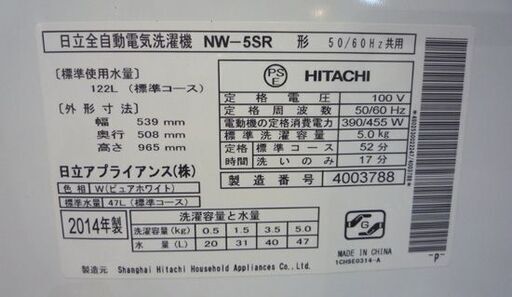 日立全自動電気洗濯機 NW-5SR 形 50/60Hz共用
[標準使用水量]
122L (標準コース)
[外形寸法]
幅 539 mm
奥行 508 mm
高さ 965 mm
日立アプライアンス(株)
色相 W(ピュアホワイト)
標準水量 47L (標準コース)
PSE HITACHI
定格電圧 100 V
定格周波数 50/60 Hz
電動機の定格消費電力 390/455 W
標準洗濯容量 5.0kg
定格 標準コース 52分
時間 洗いのみ 17分
製造番号 4003788
2014年製
洗濯容量と水量
洗濯容量(kg) 0.5 1.5 3.5 5.0
水量(L) 20 31 40 47
製造元 Shanghai Hitachi Household Appliances Co.,Ltd.
G
MADE IN CHINA
1CHSE0314-A
-P-